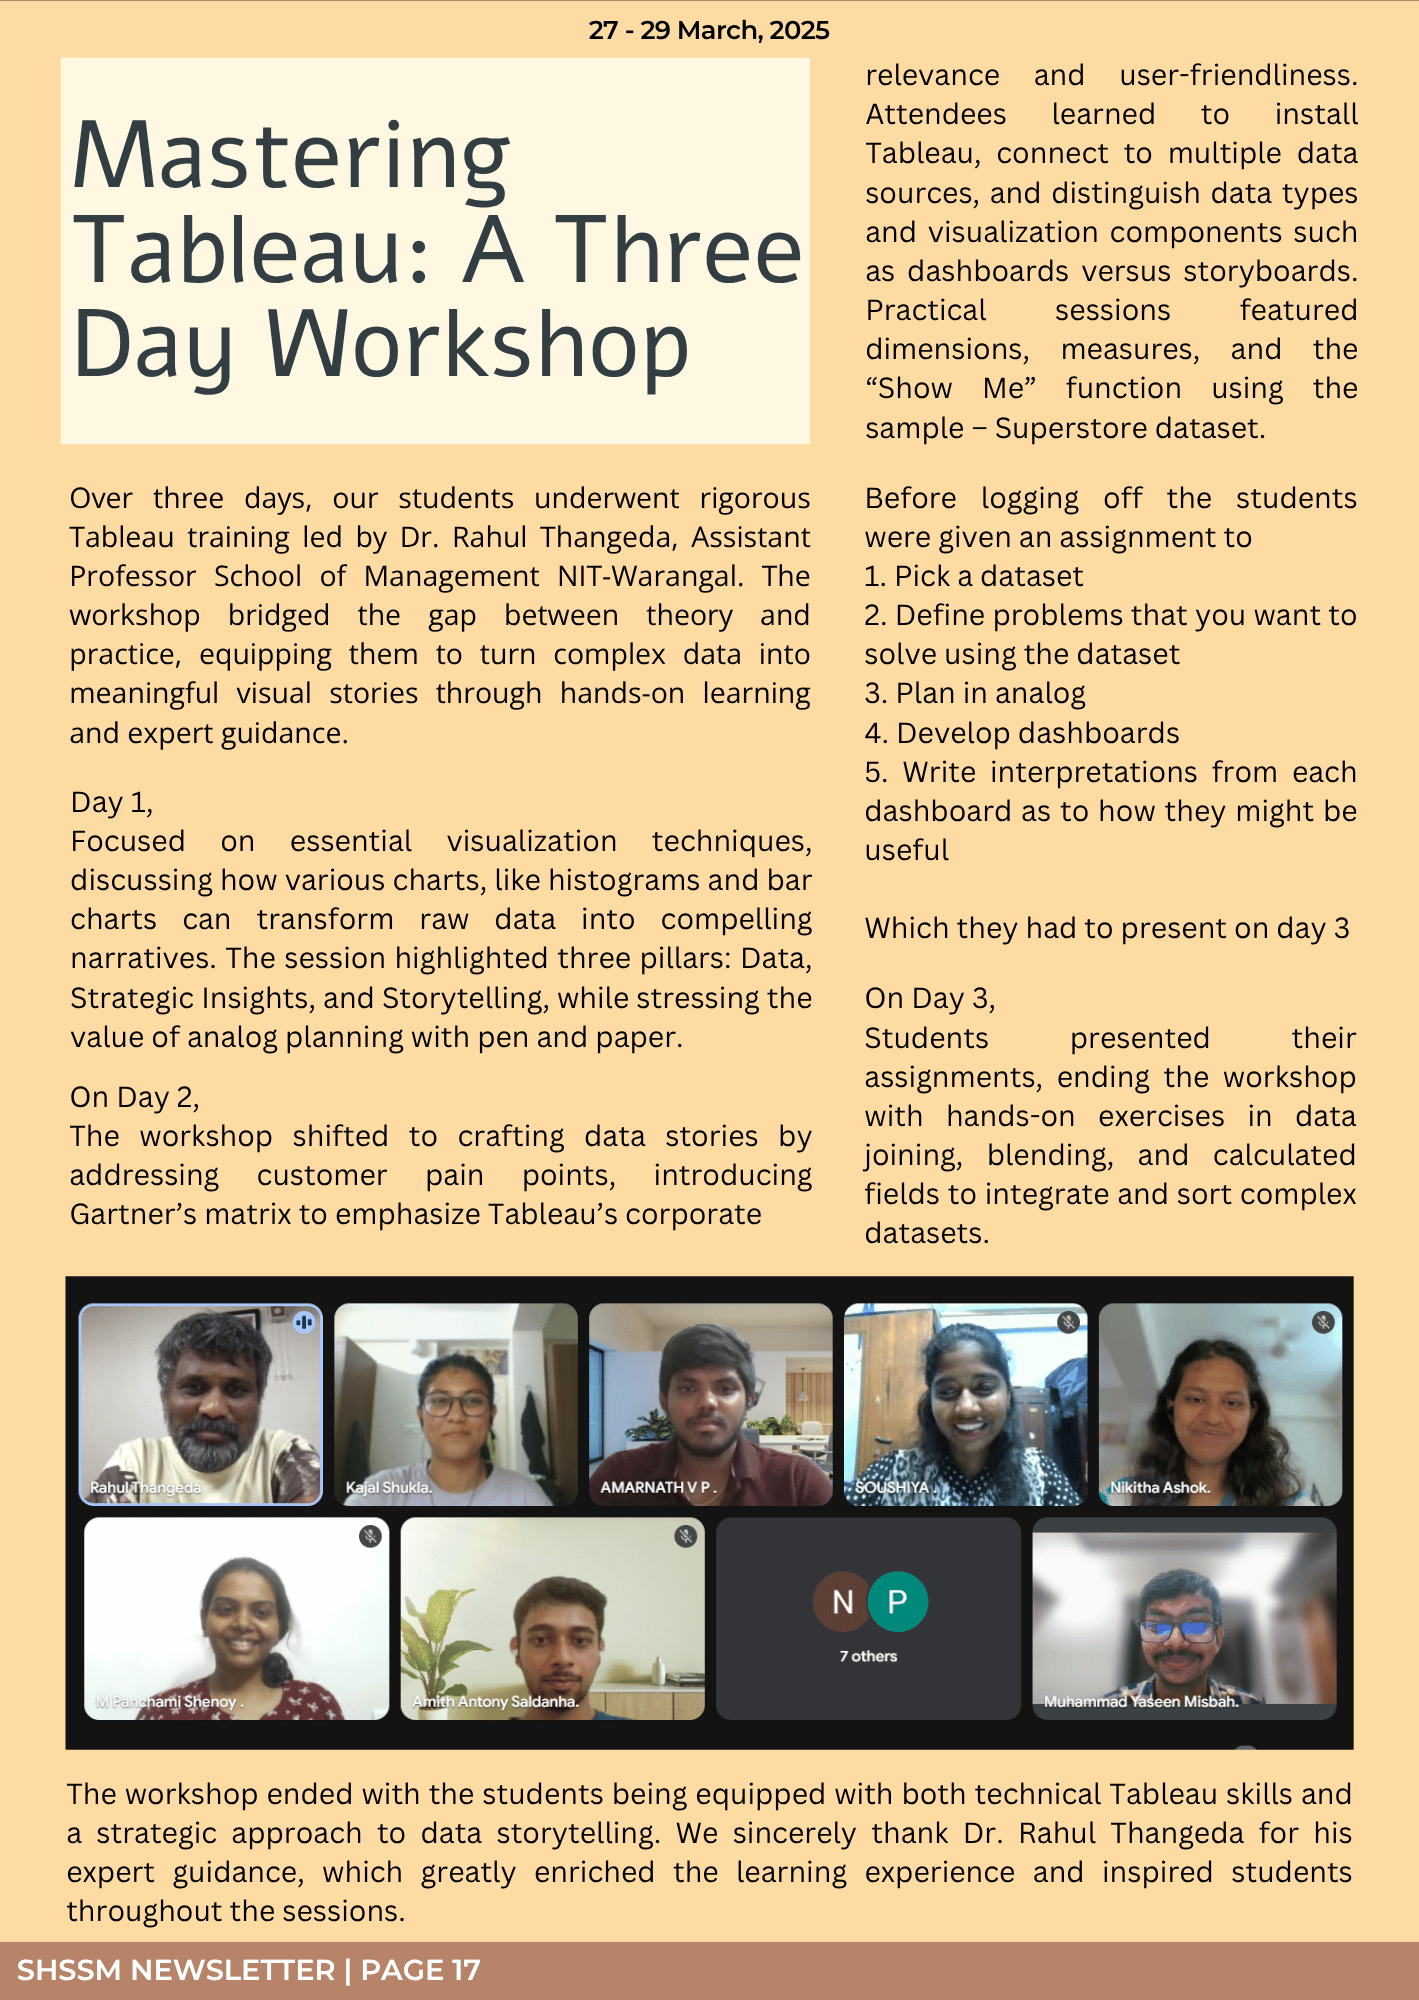 27 - 29 March, 2025
Mastering
Tableau: A Three
Day Workshop
Over three days, our students underwent rigorous
Tableau training led by Dr. Rahul Thangeda, Assistant
Professor School of Management NIT-Warangal. The
workshop bridged the gap between theory and
practice, equipping them to turn complex data into
meaningful visual stories through hands-on learning
and expert guidance.
Day 1,
Focused on essential visualization techniques,
discussing how various charts, like histograms and bar
charts can transform raw data into compelling
narratives. The session highlighted three pillars: Data,
Strategic Insights, and Storytelling, while stressing the
value of analog planning with pen and paper.
On Day 2,
The workshop shifted to crafting data stories by
addressing customer pain points, introducing
Gartner’s matrix to emphasize Tableau’s corporate
relevance and user-friendliness.
Attendees learned to install
Tableau, connect to multiple data
sources, and distinguish data types
and visualization components such
as dashboards versus storyboards.
Practical sessions featured
dimensions, measures, and the
“Show Me” function using the
sample – Superstore dataset.
Before logging off the students
were given an assignment to
1. Pick a dataset
2. Define problems that you want to
solve using the dataset
3. Plan in analog
4. Develop dashboards
5. Write interpretations from each
dashboard as to how they might be
useful
Which they had to present on day 3
On Day 3,
Students presented their
assignments, ending the workshop
with hands-on exercises in data
joining, blending, and calculated
fields to integrate and sort complex
datasets.
Rahul Thangeda
Kajal Shukla.
AMARNATH V P .
SOUSHIYA .
Nikitha Ashok.
M Panchami Shenoy .
Amith Antony Saldanha.
N P
7 others
Muhammad Yaseen Misbah.
The workshop ended with the students being equipped with both technical Tableau skills and
a strategic approach to data storytelling. We sincerely thank Dr. Rahul Thangeda for his
expert guidance, which greatly enriched the learning experience and inspired students
throughout the sessions.
SHSSM NEWSLETTER | PAGE 17